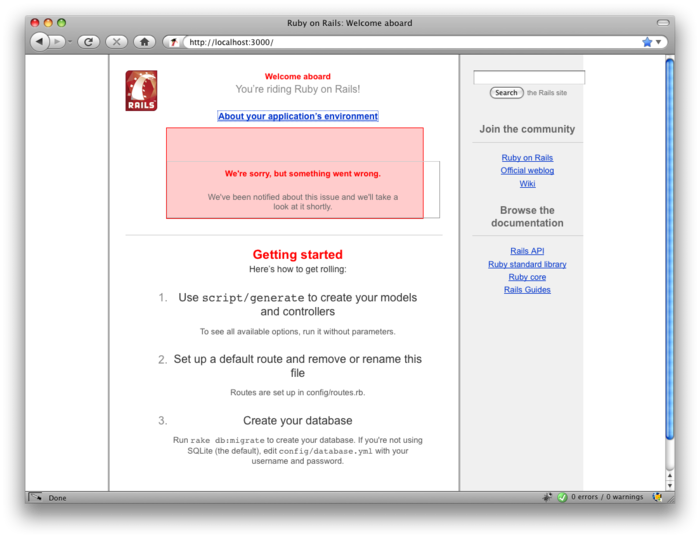 Ruby on Rails: Welcome aboard
http://localhost:3000/
RAILS
Welcome aboard
You're riding Ruby on Rails!
About your application's environment
We're sorry, but something went wrong.
We've been notified about this issue and we'll take a
look at it shortly.
Getting started
Here's how to get rolling:
1. Use script/generate to create your models
and controllers
To see all available options, run it without parameters.
2. Set up a default route and remove or rename this
file
Routes are set up in config/routes.rb.
3. Create your database
Run rake db:migrate to create your database. If you're not using
SQLite (the default), edit config/database.yml with your
username and password.
Search the Rails site
Join the community
Ruby on Rails
Official weblog
Wiki
Browse the
documentation
Rails API
Ruby standard library
Ruby core
Rails Guides
Done
0 errors / 0 warnings